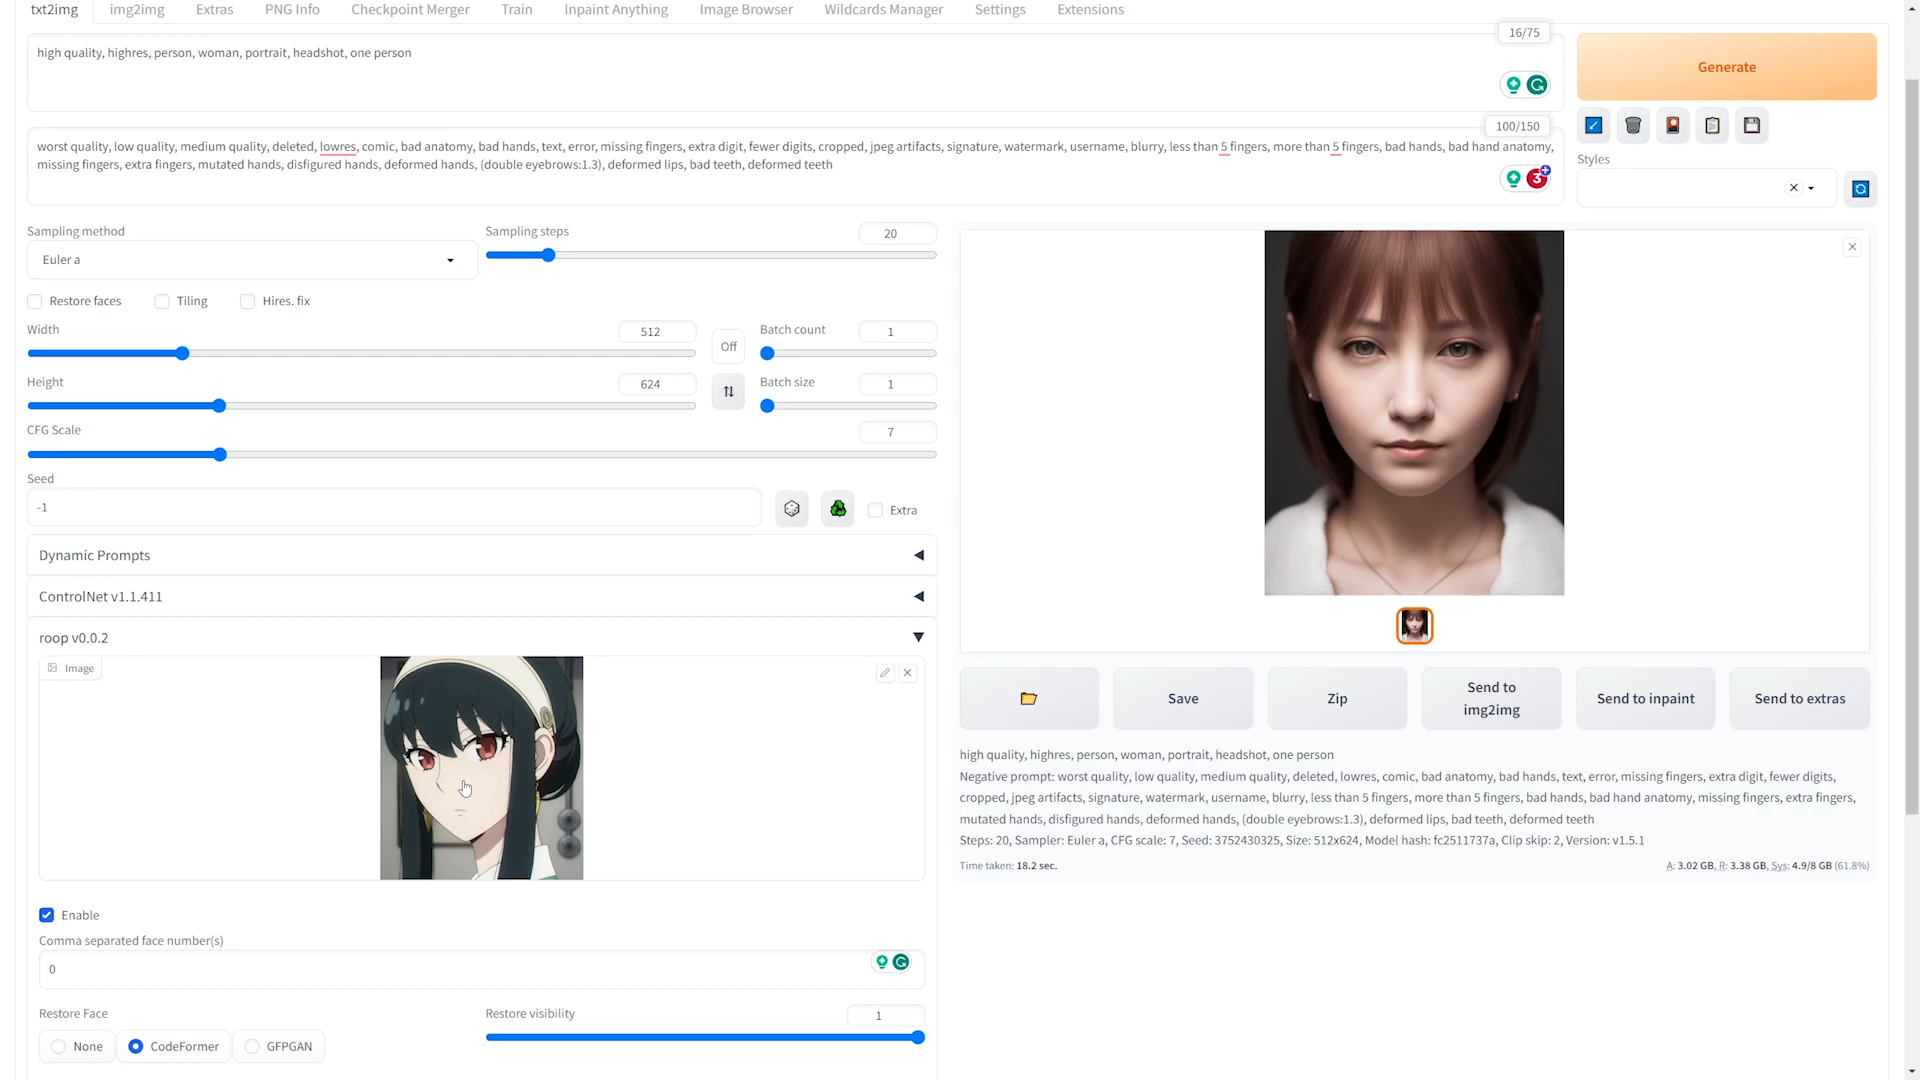 txt2img
img2img
Extras
PNG Info
Checkpoint Merger
Train
Inpaint Anything
Image Browser
Wildcards Manager
Settings
Extensions
16/75
high quality, highres, person, woman, portrait, headshot, one person
Generate
100/150
worst quality, low quality, medium quality, deleted, lowres, comic, bad anatomy, bad hands, text, error, missing fingers, extra digit, fewer digits, cropped, jpeg artifacts, signature, watermark, username, blurry, less than 5 fingers, more than 5 fingers, bad hands, bad hand anatomy,
missing fingers, extra fingers, mutated hands, disfigured hands, deformed hands, (double eyebrows:1.3), deformed lips, bad teeth, deformed teeth
3
Styles
Sampling method
Euler a
Sampling steps
20
Restore faces
Tiling
Hires. fix
Width
512
Off
Batch count
1
Height
624
Batch size
1
CFG Scale
7
Seed
-1
Extra
Dynamic Prompts
ControlNet v1.1.411
roop v0.0.2
Image
Enable
Comma separated face number(s)
0
Restore Face
None
CodeFormer
GFPGAN
Restore visibility
1
Save
Zip
Send to
img2img
Send to inpaint
Send to extras
high quality, highres, person, woman, portrait, headshot, one person
Negative prompt: worst quality, low quality, medium quality, deleted, lowres, comic, bad anatomy, bad hands, text, error, missing fingers, extra digit, fewer digits,
cropped, jpeg artifacts, signature, watermark, username, blurry, less than 5 fingers, more than 5 fingers, bad hands, bad hand anatomy, missing fingers, extra fingers,
mutated hands, disfigured hands, deformed hands, (double eyebrows:1.3), deformed lips, bad teeth, deformed teeth
Steps: 20, Sampler: Euler a, CFG scale: 7, Seed: 3752430325, Size: 512x624, Model hash: fc2511737a, Clip skip: 2, Version: v1.5.1
Time taken: 18.2 sec.
A: 3.02 GB, R: 3.38 GB, Sys: 4.9/8 GB (61.8%)